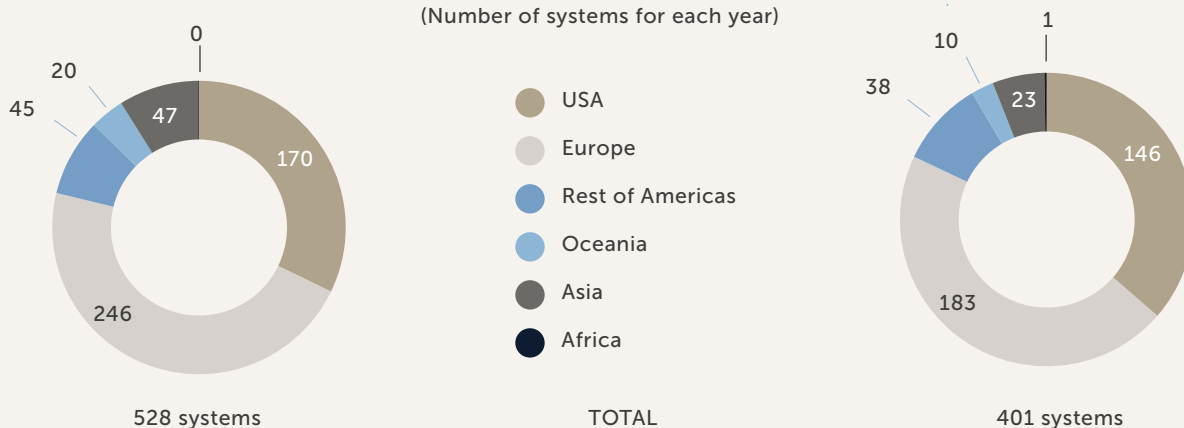 (Number of systems for each year)
0
20
45
47
170
246
528 systems
USA
Europe
Rest of Americas
Oceania
Asia
Africa
TOTAL
1
10
38
23
146
183
401 systems